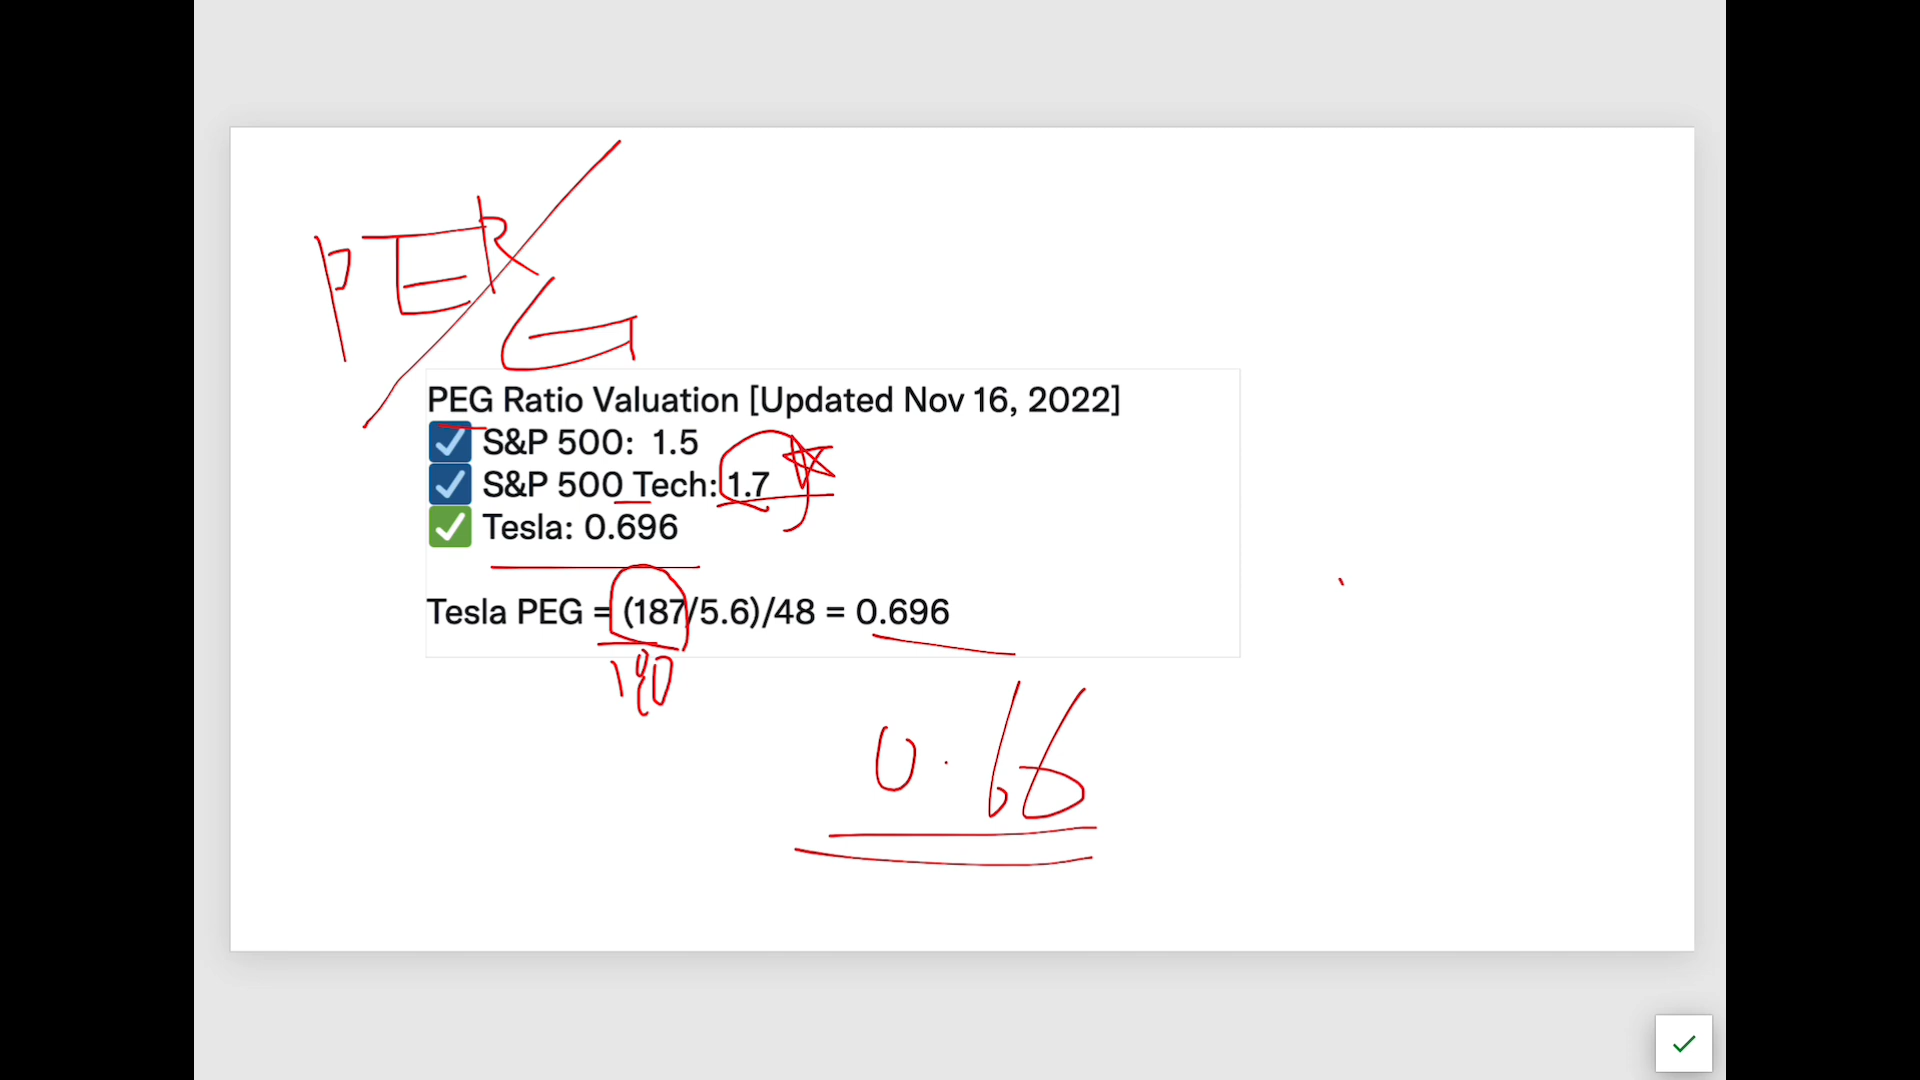 PER
G
PEG Ratio Valuation [Updated Nov 16, 2022]
S&P 500: 1.5
S&P 500 Tech: 1.7
Tesla: 0.696
Tesla PEG = (187/5.6)/48 = 0.696
180
0.66